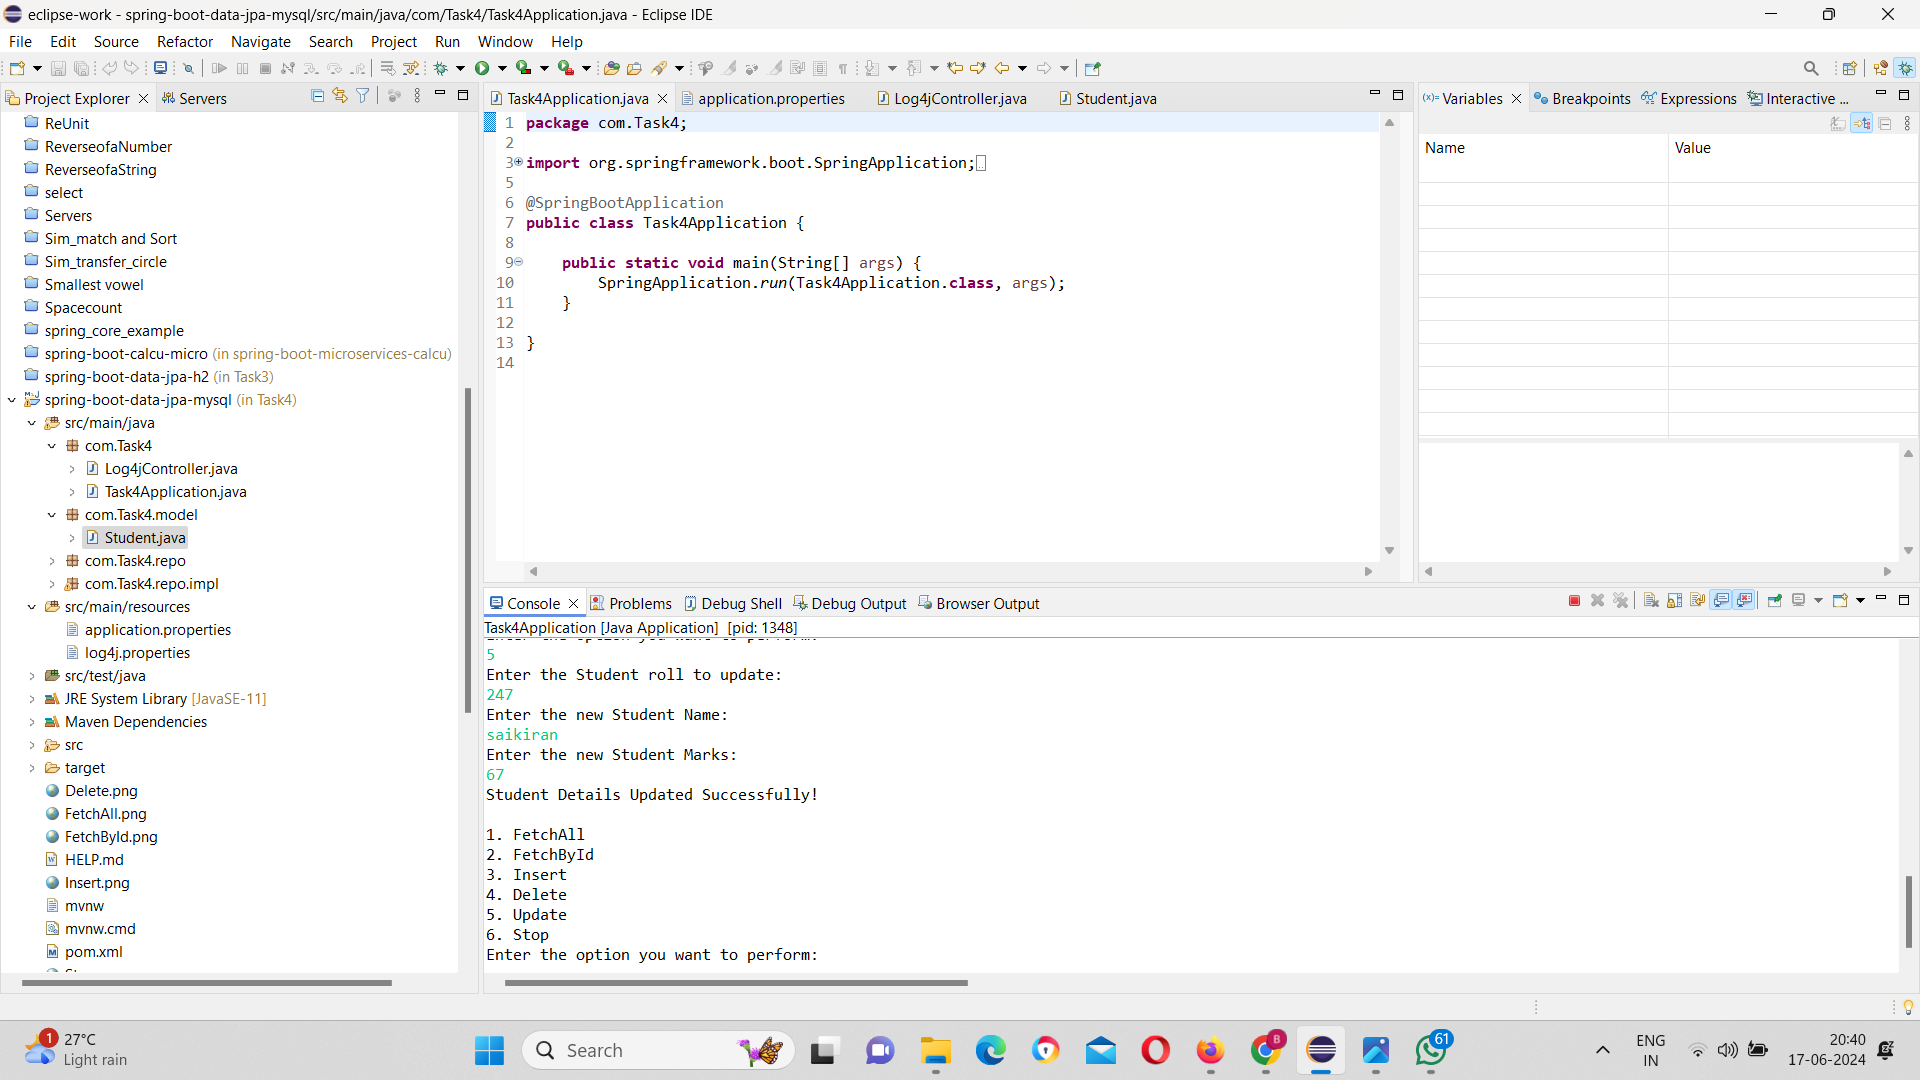 eclipse-work - spring-boot-data-jpa-mysql/src/main/java/com/Task4/Task4Application.java - Eclipse IDE
File Edit Source Refactor Navigate Search Project Run Window Help
Project Explorer Servers
ReUnit
ReverseofaNumber
ReverseofaString
select
Servers
Sim_match and Sort
Sim_transfer_circle
Smallest vowel
Spacecount
spring_core_example
spring-boot-calcu-micro (in spring-boot-microservices-calcu)
spring-boot-data-jpa-h2 (in Task3)
spring-boot-data-jpa-mysql (in Task4)
src/main/java
com.Task4
Log4jController.java
Task4Application.java
com.Task4.model
Student.java
com.Task4.repo
com.Task4.repo.impl
src/main/resources
application.properties
log4j.properties
src/test/java
JRE System Library [JavaSE-11]
Maven Dependencies
src
target
Delete.png
FetchAll.png
FetchById.png
HELP.md
Insert.png
mvnw
mvnw.cmd
pom.xml
Task4Application.java application.properties Log4jController.java Student.java
1 package com.Task4;
2
3 import org.springframework.boot.SpringApplication;
5
6 @SpringBootApplication
7 public class Task4Application {
8
9 public static void main(String[] args) {
10 SpringApplication.run(Task4Application.class, args);
11 }
12
13 }
14
(x)= Variables Breakpoints Expressions Interactive ...
Name Value
Console Problems Debug Shell Debug Output Browser Output
Task4Application [Java Application] [pid: 1348]
Enter the option you want to perform:
5
Enter the Student roll to update:
247
Enter the new Student Name:
saikiran
Enter the new Student Marks:
67
Student Details Updated Successfully!
1. FetchAll
2. FetchById
3. Insert
4. Delete
5. Update
6. Stop
Enter the option you want to perform:
1
27°C
Light rain
Search
B
61
ENG
IN
20:40
17-06-2024